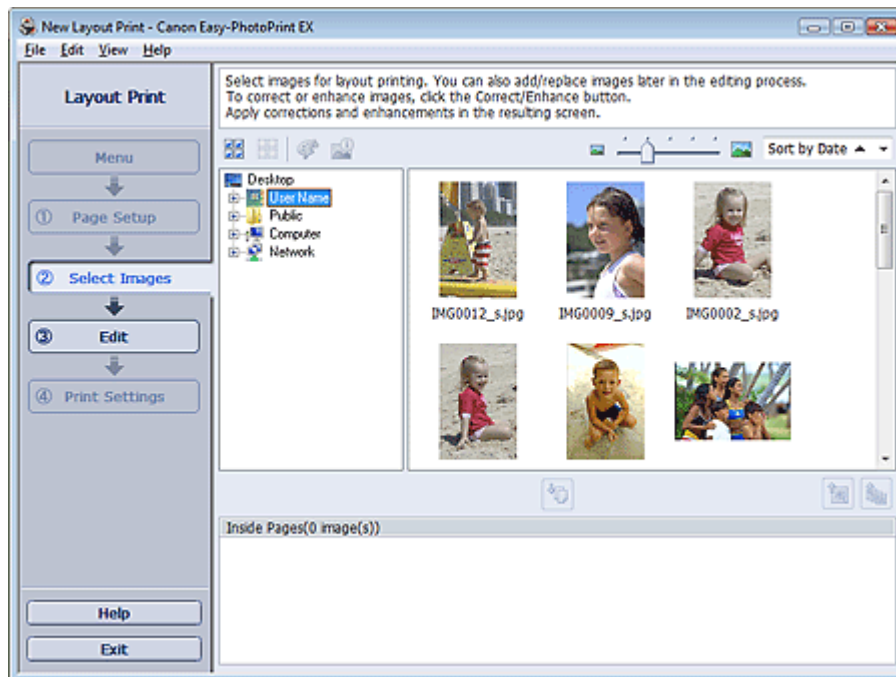 New Layout Print - Canon Easy-PhotoPrint EX
File Edit View Help
Layout Print
Menu
① Page Setup
② Select Images
③ Edit
④ Print Settings
Help
Exit
Select images for layout printing. You can also add/replace images later in the editing process.
To correct or enhance images, click the Correct/Enhance button.
Apply corrections and enhancements in the resulting screen.
Sort by Date
Desktop
User Name
Public
Computer
Network
IMG0012_s.jpg IMG0009_s.jpg IMG0002_s.jpg
Inside Pages(0 image(s))